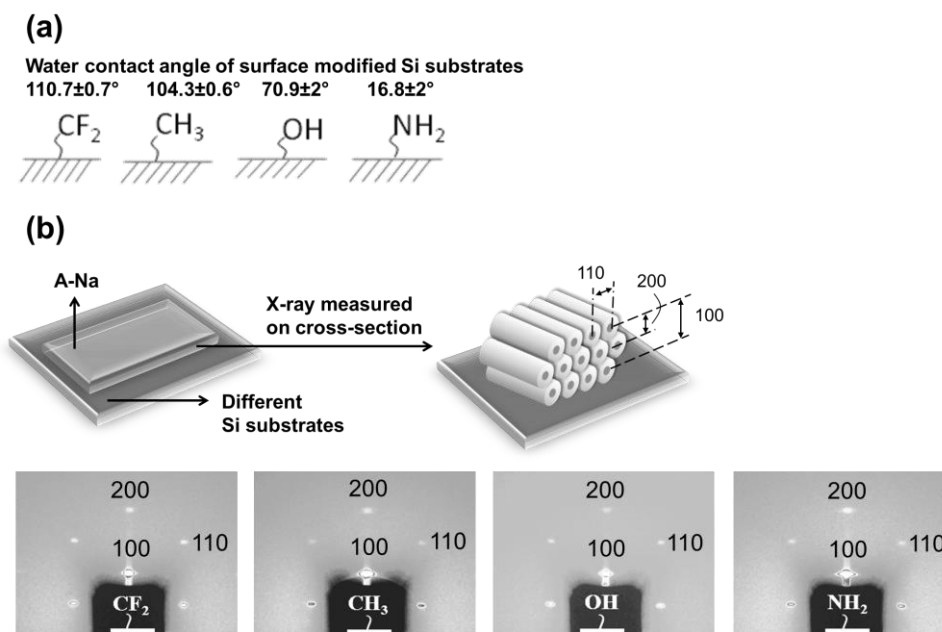 (a)
Water contact angle of surface modified Si substrates
110.7±0.7° 104.3±0.6° 70.9±2° 16.8±2°
CF₂ CH₃ OH NH₂
(b)
A-Na
X-ray measured
on cross-section
Different
Si substrates
110
200
100
200 200 200 200
110 110 110 110
100 100 100 100
CF₂ CH₃ OH NH₂